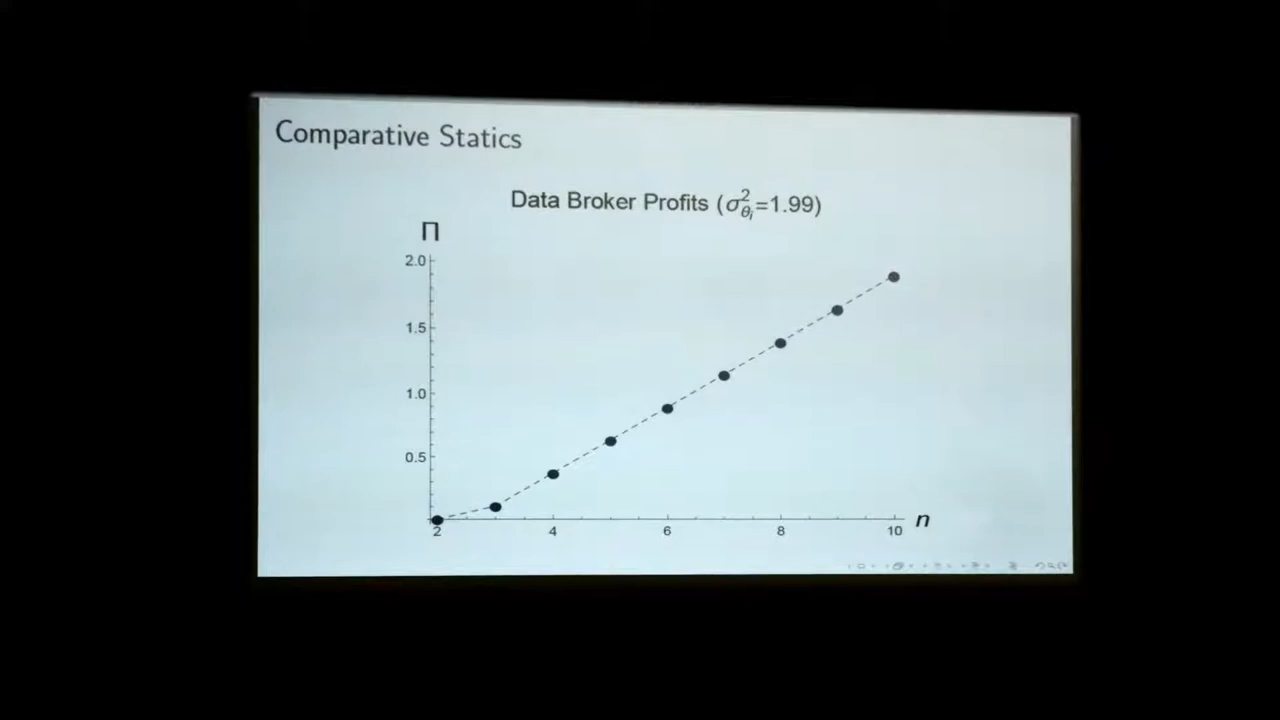 Comparative Statics
Data Broker Profits (σ²θᵢ=1.99)
Π
2.0
1.5
1.0
0.5
2 4 6 8 10 n